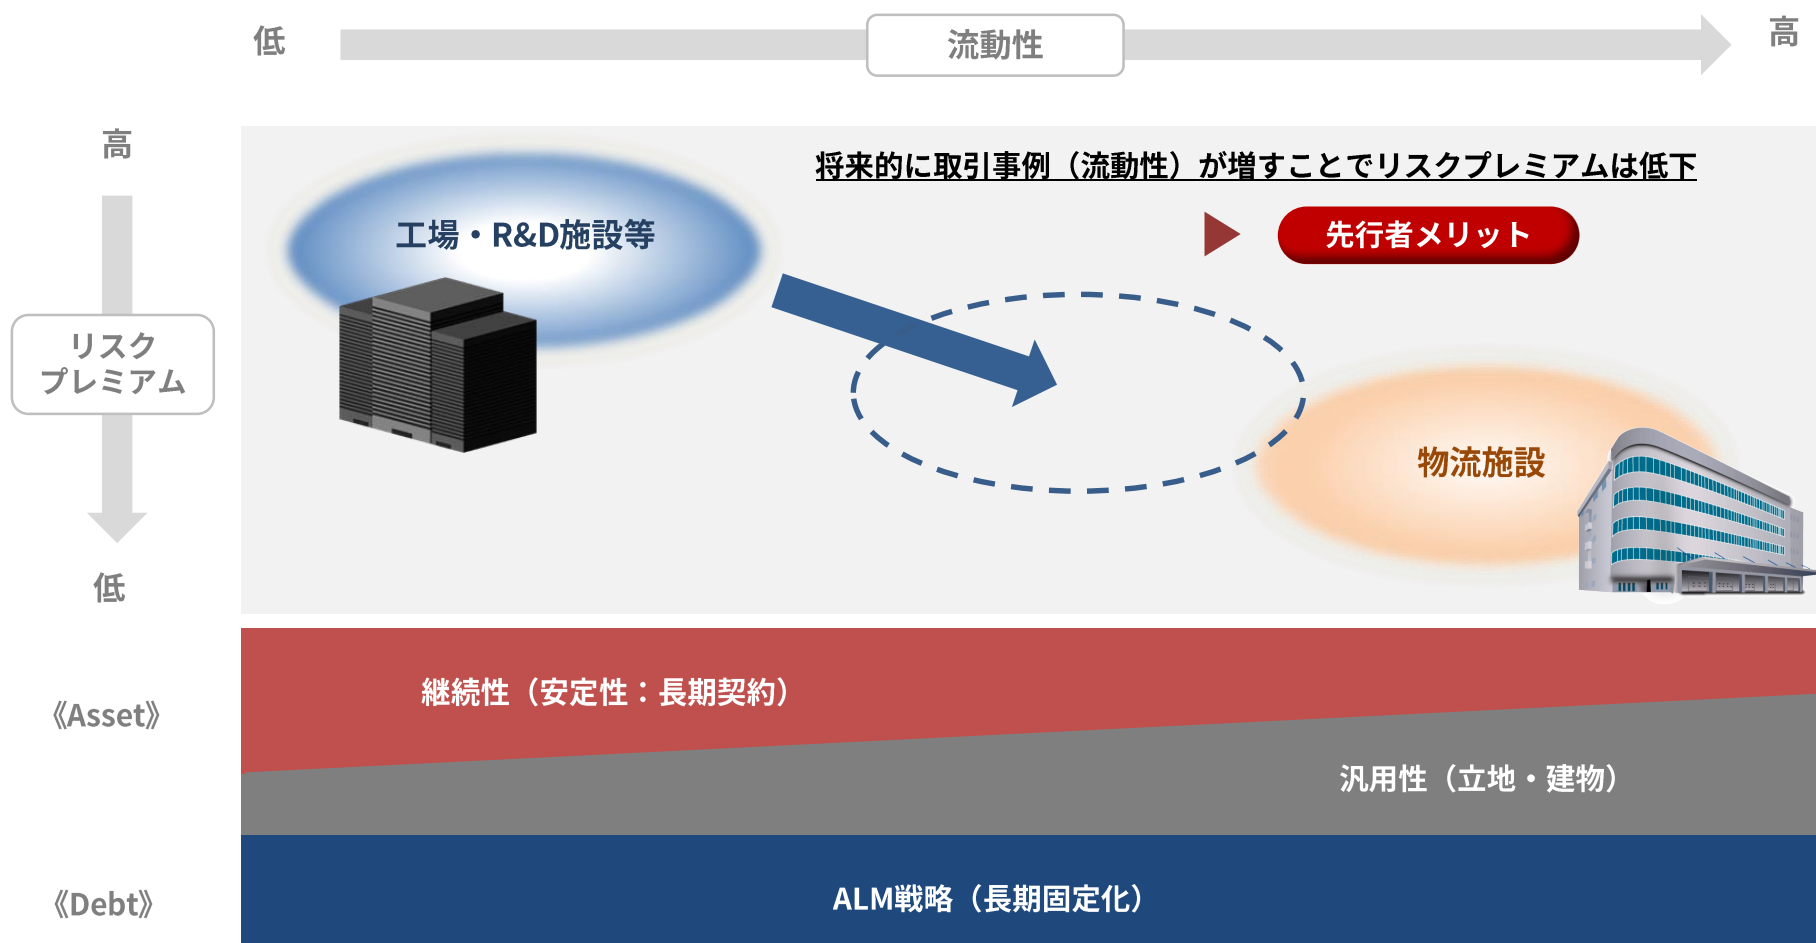 低
流動性
高
高
リスク
プレミアム
低
将来的に取引事例（流動性）が増すことでリスクプレミアムは低下
先行者メリット
工場・R&D施設等
物流施設
《Asset》
継続性（安定性：長期契約）
汎用性（立地・建物）
《Debt》
ALM戦略（長期固定化）